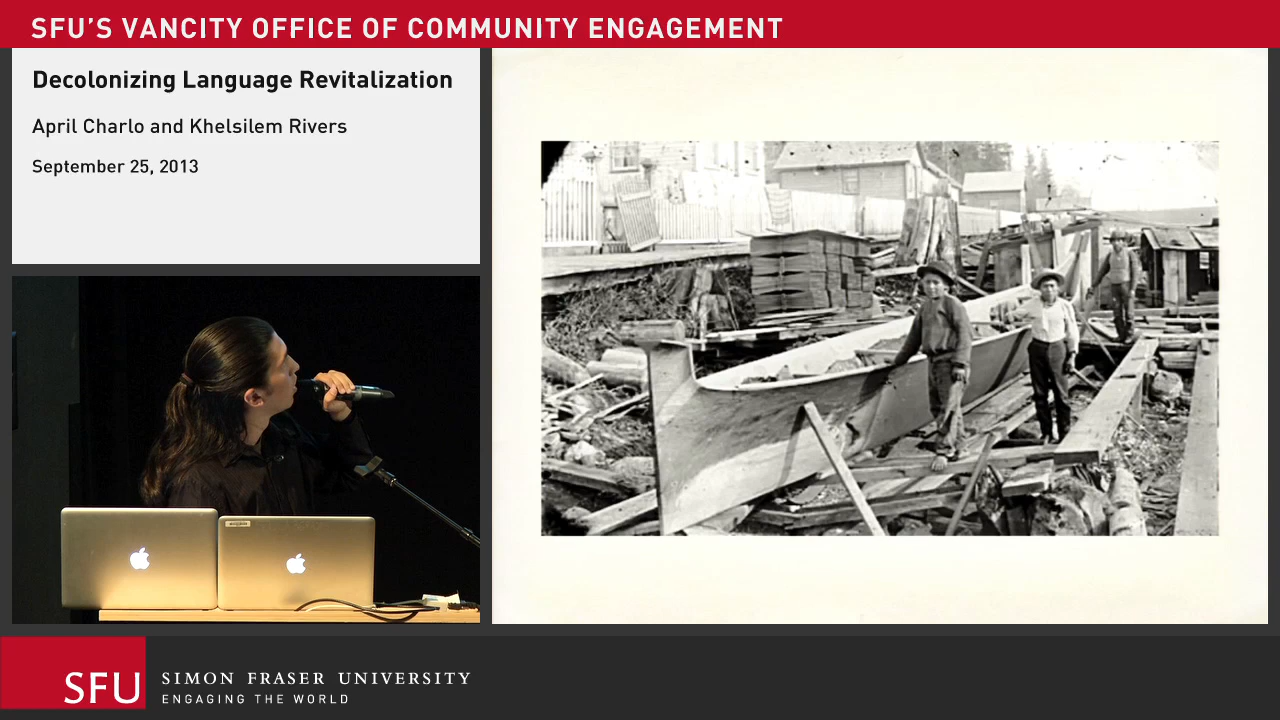 SFU'S VANCITY OFFICE OF COMMUNITY ENGAGEMENT
Decolonizing Language Revitalization
April Charlo and Khelsilem Rivers
September 25, 2013
SFU
SIMON FRASER UNIVERSITY
ENGAGING THE WORLD